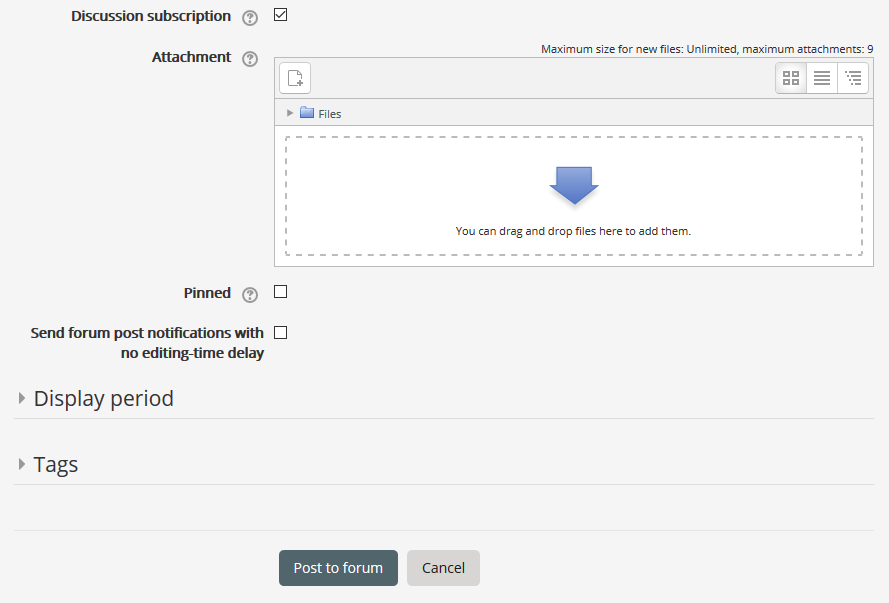 Discussion subscription
Maximum size for new files: Unlimited, maximum attachments: 9
Attachment
Files
You can drag and drop files here to add them.
Pinned
Send forum post notifications with
no editing-time delay
Display period
Tags
Post to forum
Cancel